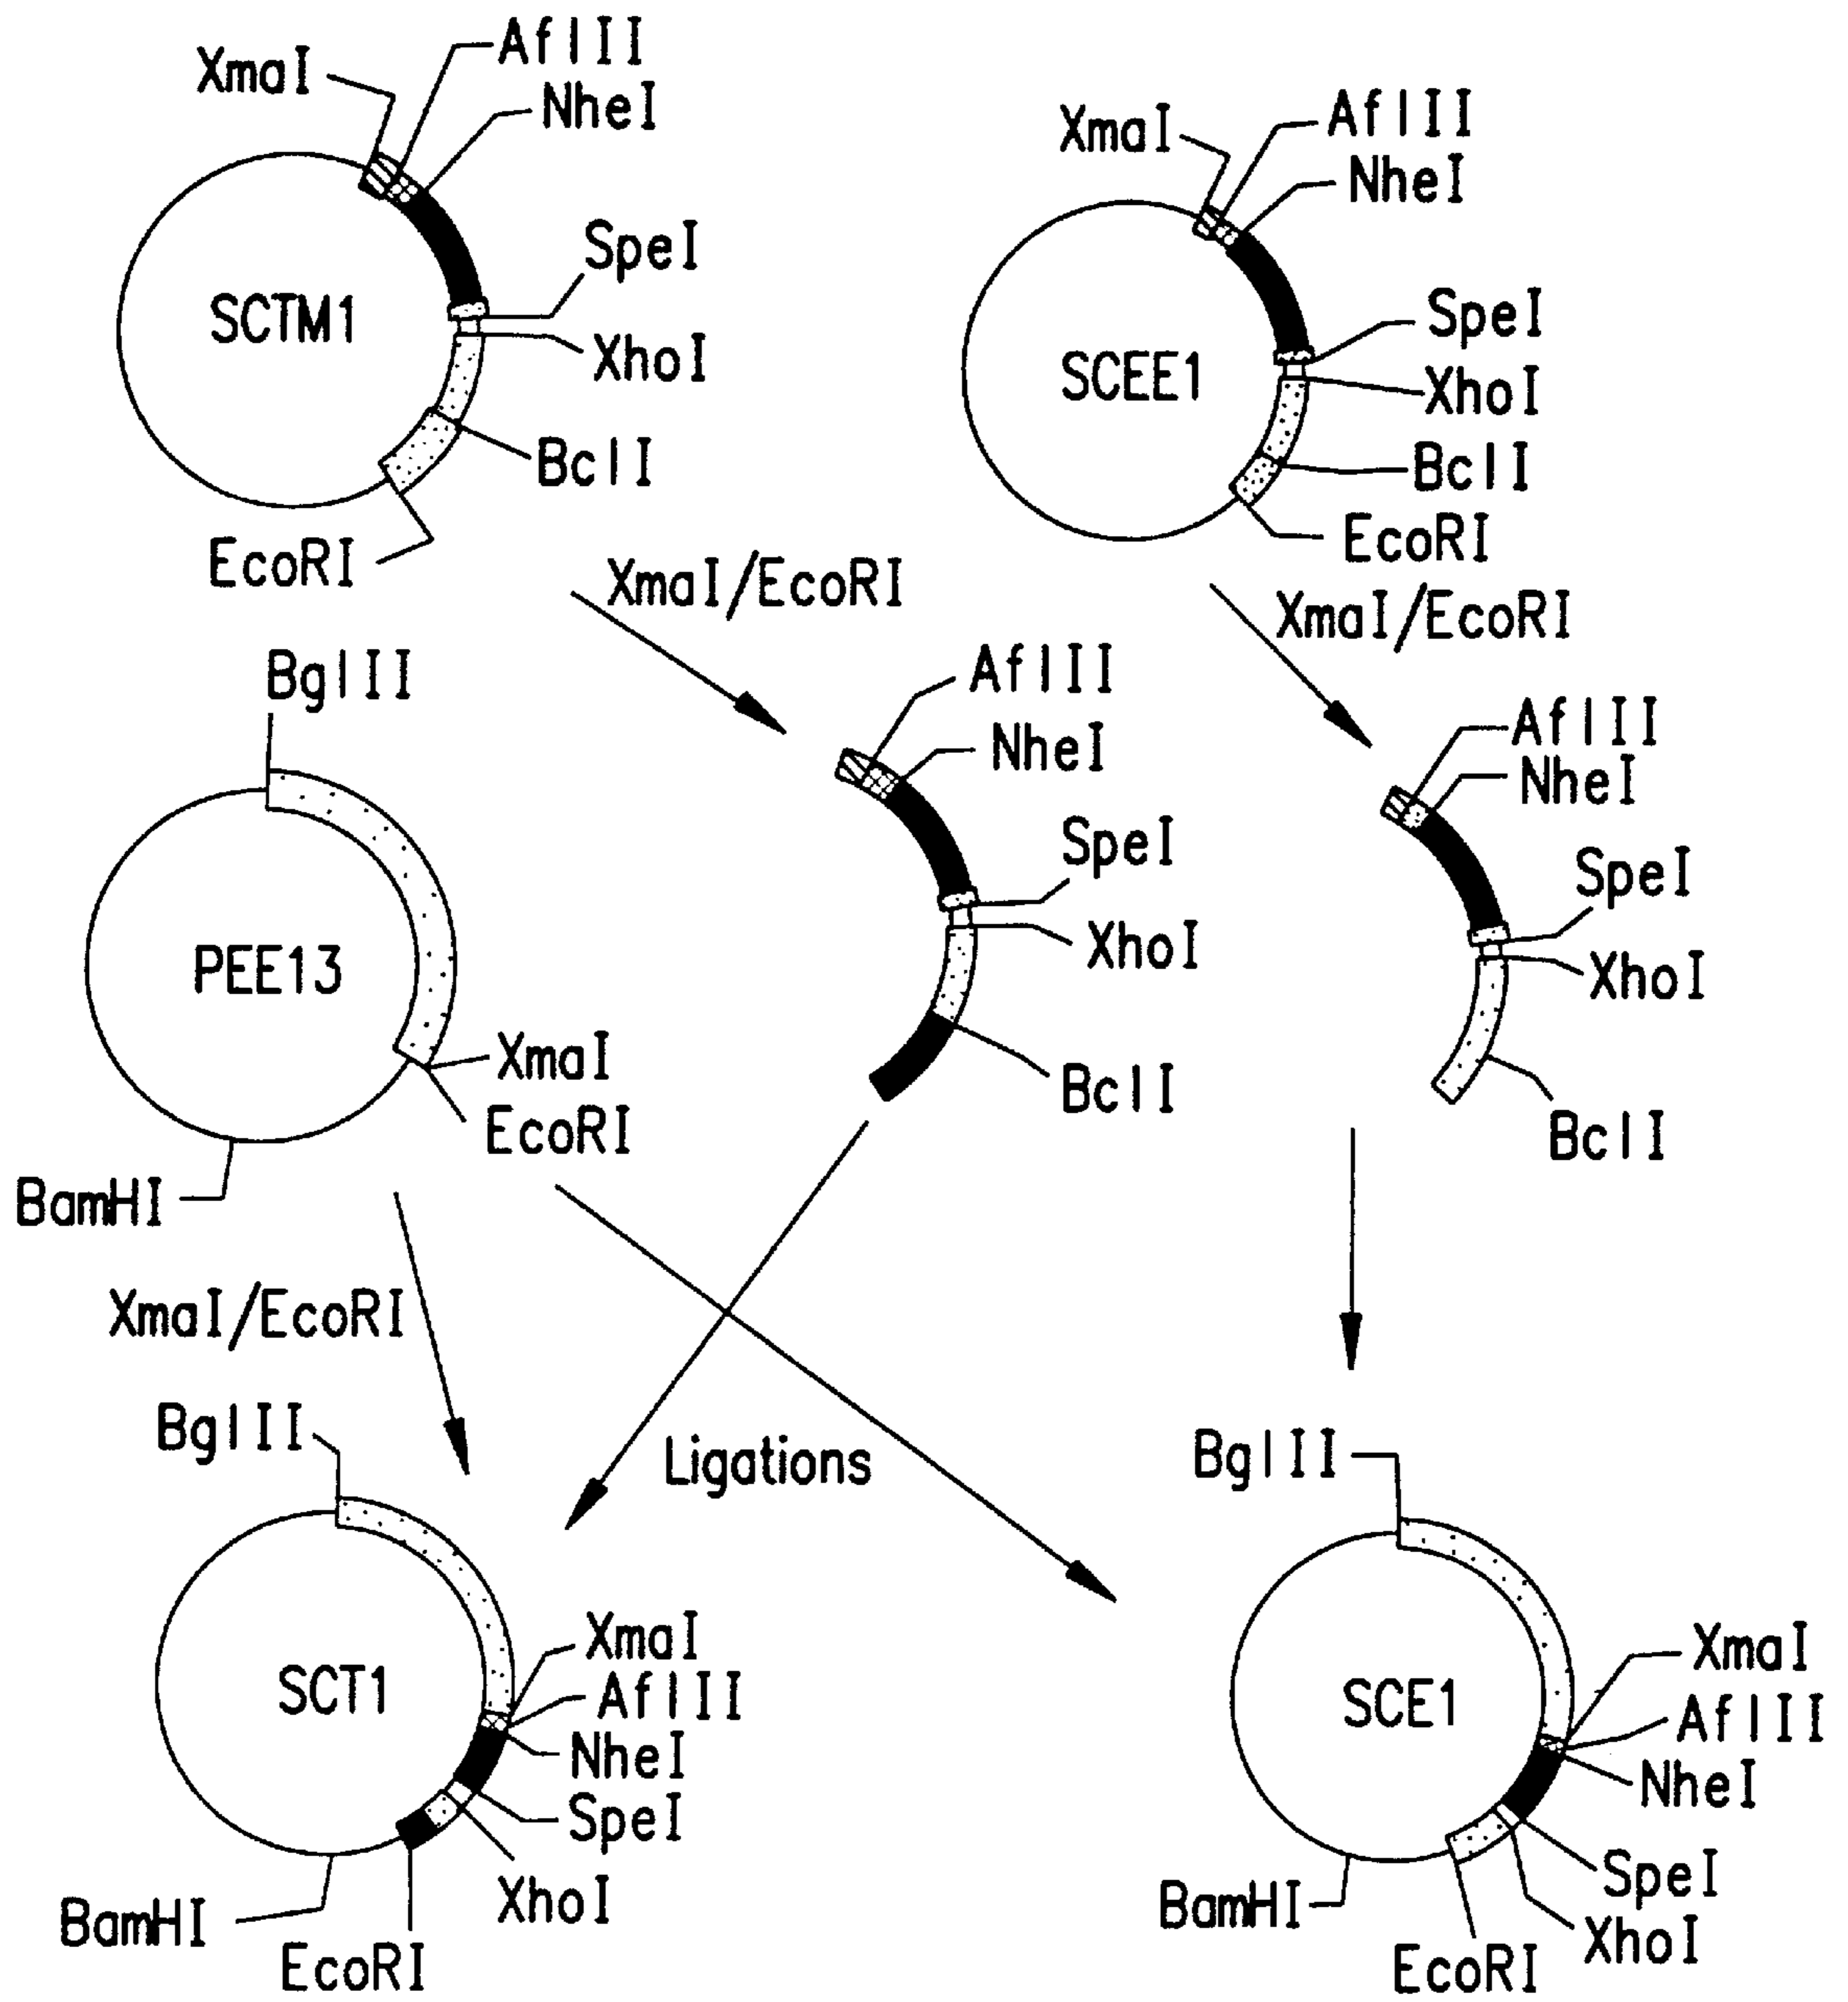 XmaI
AflII
NheI
SpeI
SCTM1
XhoI
BclI
EcoRI
XmaI
AflII
NheI
SpeI
SCEE1
XhoI
BclI
EcoRI
XmaI/EcoRI
XmaI/EcoRI
BglII
PEE13
XmaI
EcoRI
BamHI
AflII
NheI
SpeI
XhoI
BclI
AflII
NheI
SpeI
XhoI
BclI
XmaI/EcoRI
Ligations
BglII
SCT1
XmaI
AflII
NheI
SpeI
XhoI
BamHI
EcoRI
BglII
SCE1
XmaI
AflII
NheI
SpeI
XhoI
BamHI
EcoRI